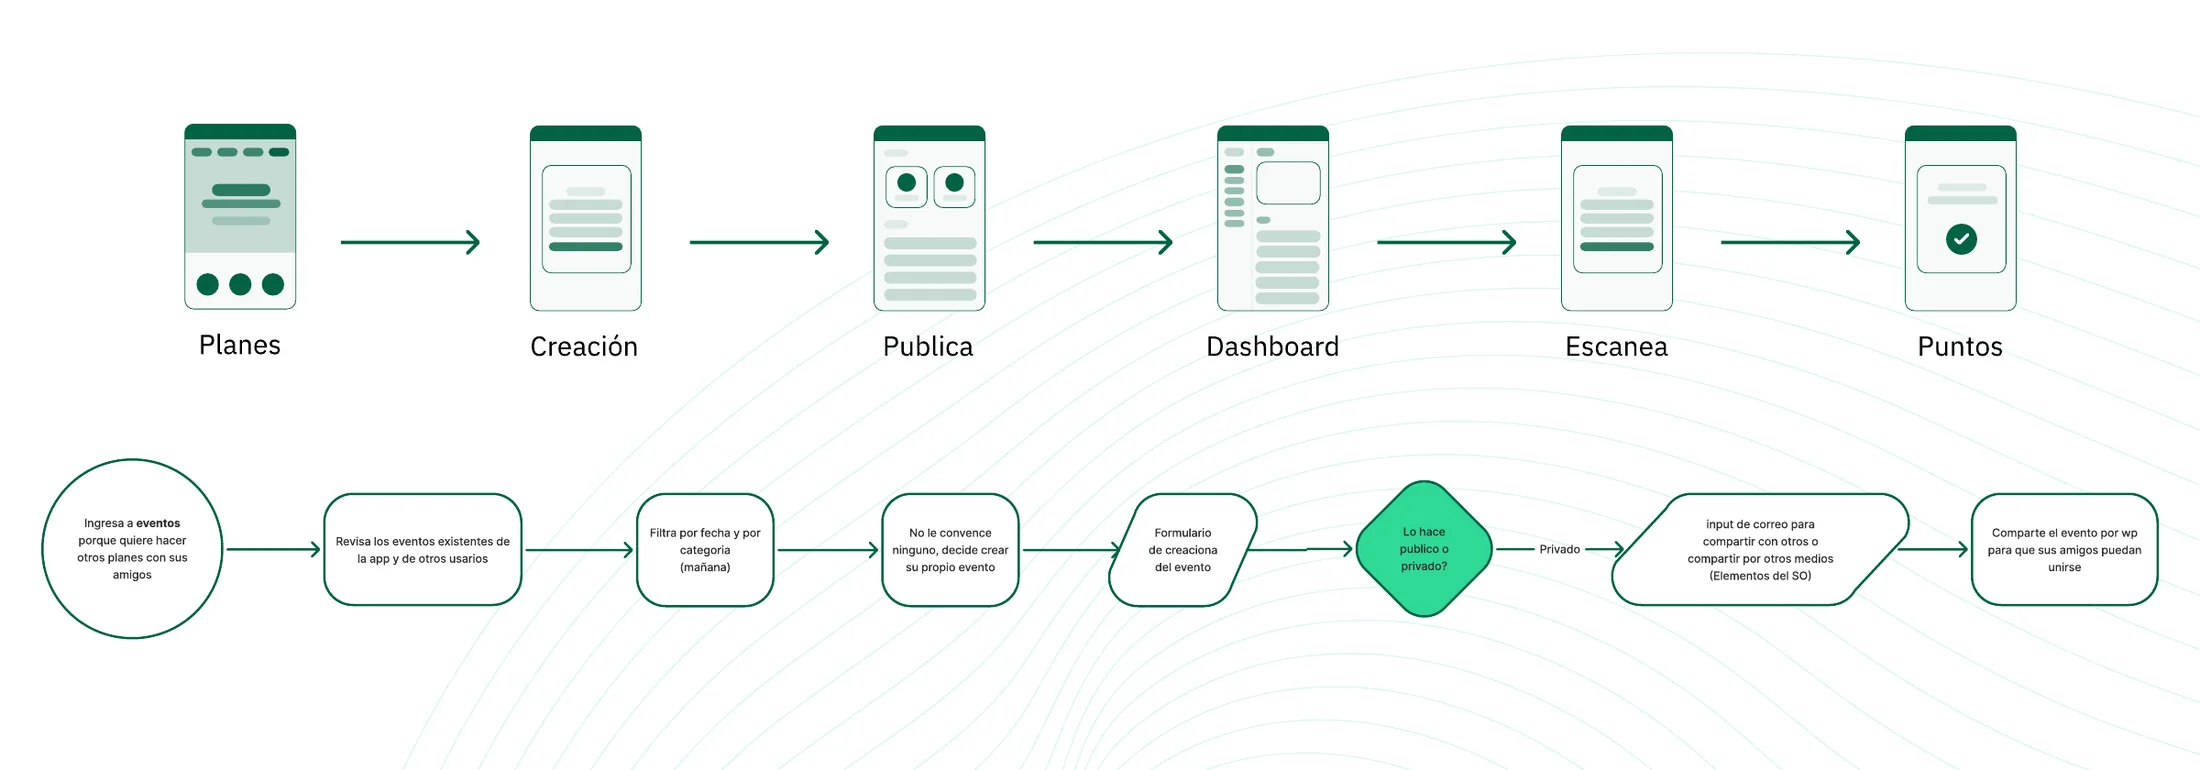 Planes
Creación
Publica
Dashboard
Escanea
Puntos
Ingresa a eventos
porque quiere hacer
otros planes con sus
amigos
Revisa los eventos existentes de
la app y de otros usarios
Filtra por fecha y por
categoria
(mañana)
No le convence
ninguno, decide crear
su propio evento
Formulario
de creaciona
del evento
Lo hace
publico o
privado?
Privado
input de correo para
compartir con otros o
compartir por otros medios
(Elementos del SO)
Comparte el evento por wp
para que sus amigos puedan
unirse